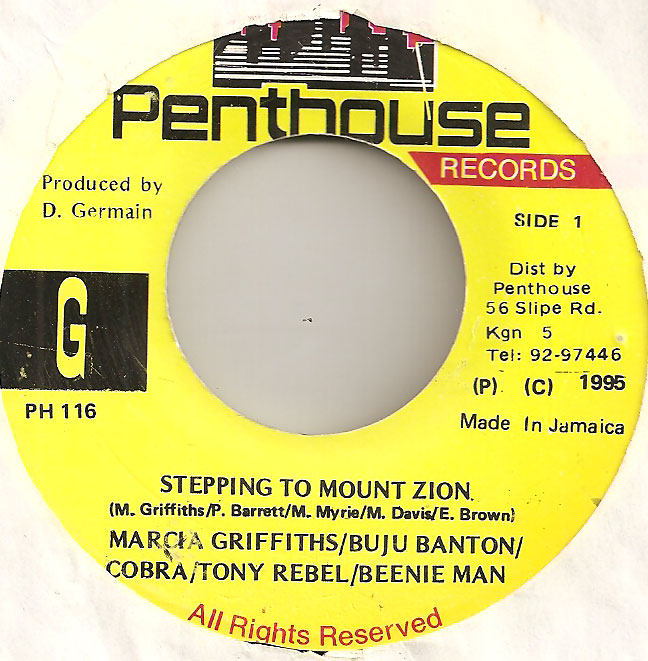 Penthouse
RECORDS
Produced by
D. Germain
SIDE 1
Dist by
Penthouse
56 Slipe Rd.
Kgn 5
Tel: 92-97446
(P). (C) 1995
Made In Jamaica
G
PH 116
STEPPING TO MOUNT ZION.
(M. Griffiths/P. Barrett/M. Myrie/M. Davis/E. Brown)
MARCIA GRIFFITHS/BUJU BANTON/
COBRA/TONY REBEL/BEENIE MAN
All Rights Reserved